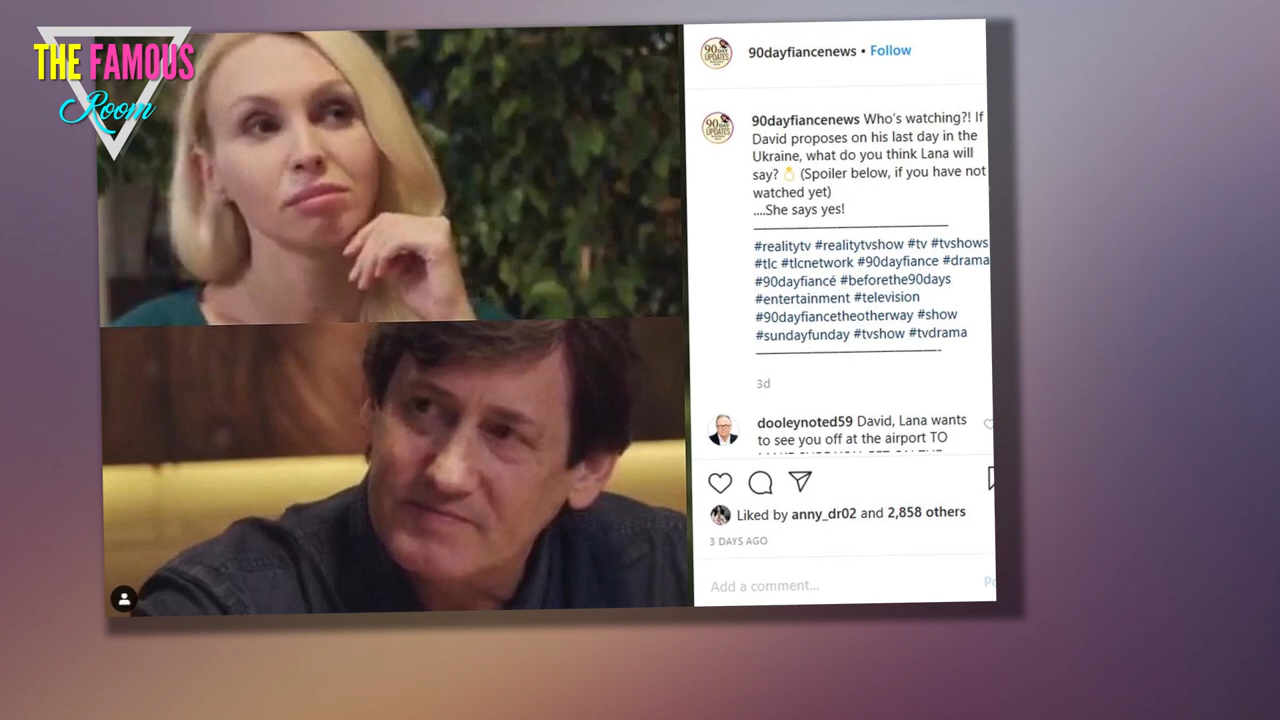 THE FAMOUS
Room
90dayfiancenews • Follow
90dayfiancenews Who's watching?! If
David proposes on his last day in the
Ukraine, what do you think Lana will
say? 💍 (Spoiler below, if you have not
watched yet)
....She says yes!
#realitytv #realitytvshow #tv #tvshows
#tlc #tlcnetwork #90dayfiance #drama
#90dayfiancé #beforethe90days
#entertainment #television
#90dayfiancetheotherway #show
#sundayfunday #tvshow #tvdrama
3d
dooleynoted59 David, Lana wants
to see you off at the airport TO
Liked by anny_dr02 and 2,858 others
3 DAYS AGO
Add a comment...